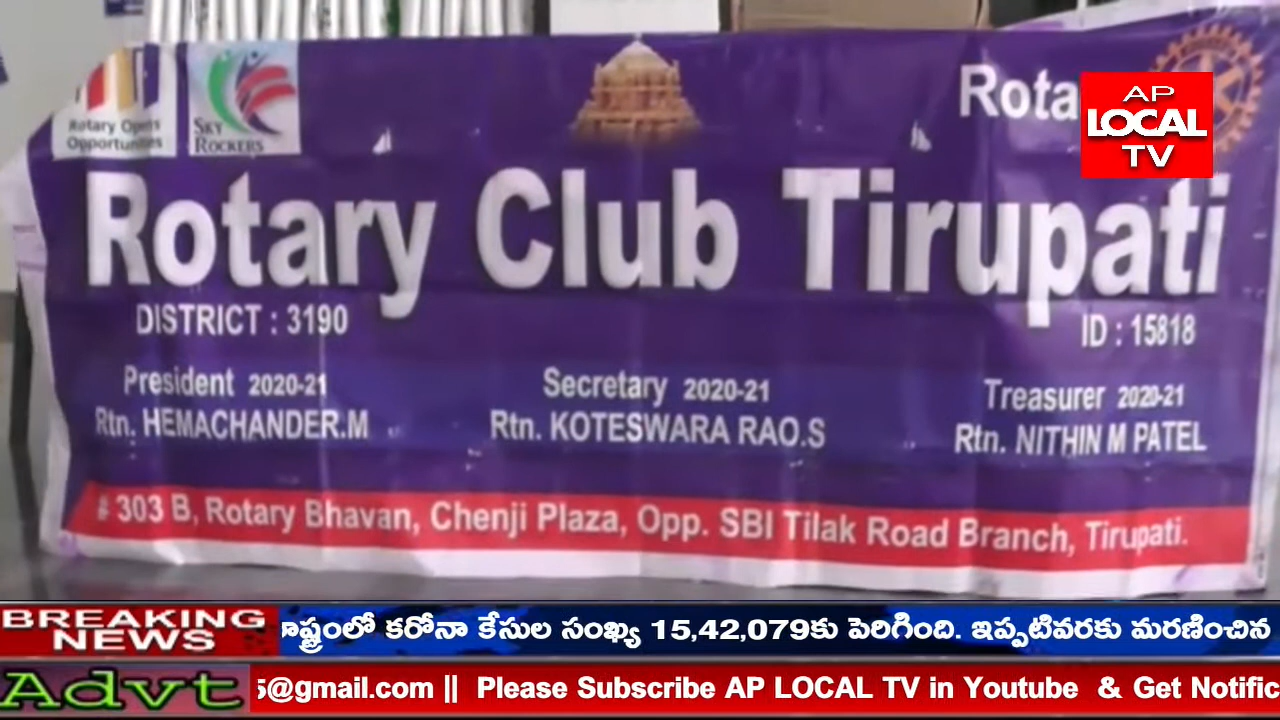 Rotary Opens
Opportunities
SKY
ROCKERS
Rota
AP
LOCAL
TV
Rotary Club Tirupati
DISTRICT : 3190
ID : 15818
President 2020-21
Secretary 2020-21
Treasurer 2020-21
Rtn. HEMACHANDER.M
Rtn. KOTESWARA RAO.S
Rtn. NITHIN M PATEL
# 303 B, Rotary Bhavan, Chenji Plaza, Opp. SBI Tilak Road Branch, Tirupati.
BREAKING
NEWS
కరోనా కేసుల సంఖ్య 15,42,079కు పెరిగింది. ఇప్పటివరకు మరణించిన
Advt
5@gmail.com || Please Subscribe AP LOCAL TV in Youtube & Get Notific